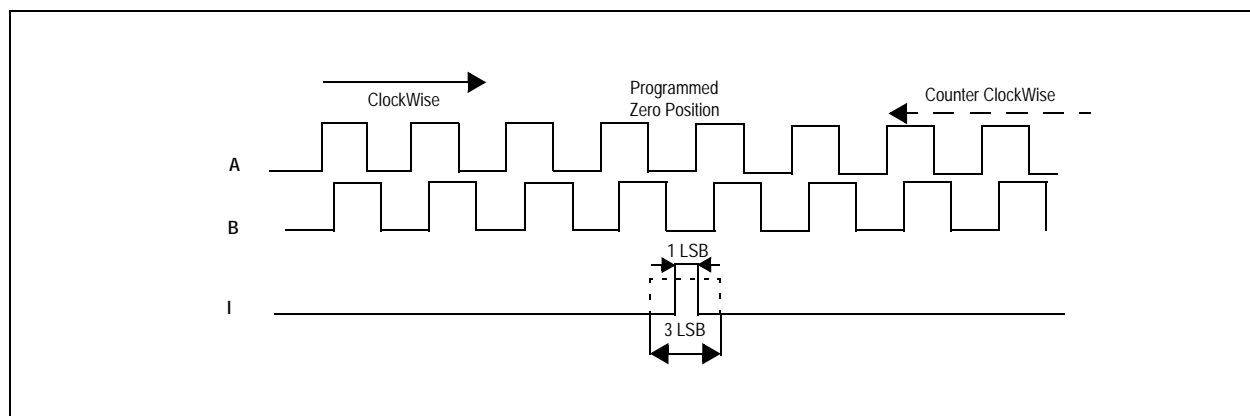 Programmed
Zero Position
ClockWise
Counter ClockWise
A
B
1 LSB
I
3 LSB